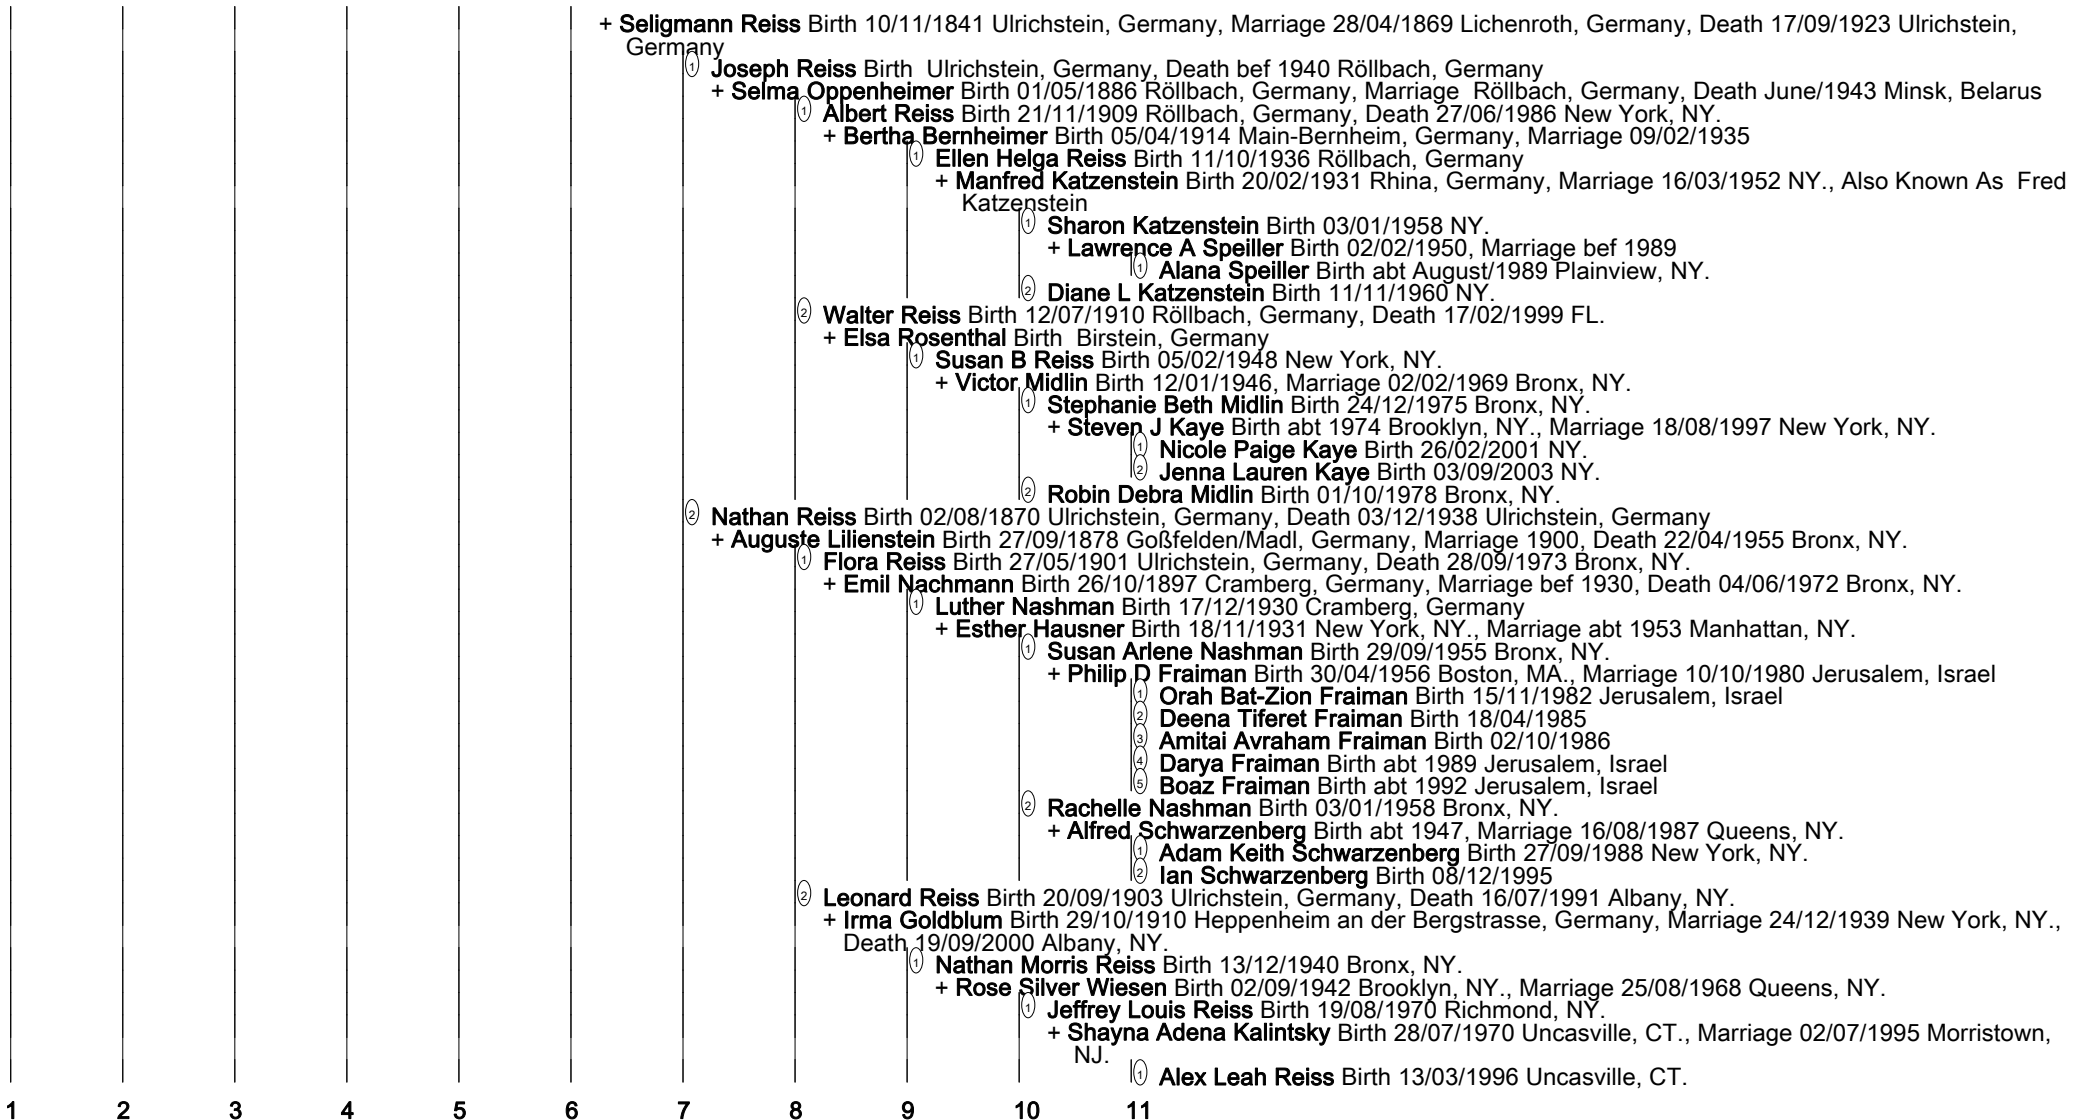 + Seligmann Reiss Birth 10/11/1841 Ulrichstein, Germany, Marriage 28/04/1869 Lichenroth, Germany, Death 17/09/1923 Ulrichstein,
Germany
1 Joseph Reiss Birth  Ulrichstein, Germany, Death bef 1940 Röllbach, Germany
+ Selma Oppenheimer Birth 01/05/1886 Röllbach, Germany, Marriage  Röllbach, Germany, Death June/1943 Minsk, Belarus
1 Albert Reiss Birth 21/11/1909 Röllbach, Germany, Death 27/06/1986 New York, NY.
+ Bertha Bernheimer Birth 05/04/1914 Main-Bernheim, Germany, Marriage 09/02/1935
1 Ellen Helga Reiss Birth 11/10/1936 Röllbach, Germany
+ Manfred Katzenstein Birth 20/02/1931 Rhina, Germany, Marriage 16/03/1952 NY., Also Known As  Fred
Katzenstein
1 Sharon Katzenstein Birth 03/01/1958 NY.
+ Lawrence A Speiller Birth 02/02/1950, Marriage bef 1989
1 Alana Speiller Birth abt August/1989 Plainview, NY.
2 Diane L Katzenstein Birth 11/11/1960 NY.
2 Walter Reiss Birth 12/07/1910 Röllbach, Germany, Death 17/02/1999 FL.
+ Elsa Rosenthal Birth  Birstein, Germany
1 Susan B Reiss Birth 05/02/1948 New York, NY.
+ Victor Midlin Birth 12/01/1946, Marriage 02/02/1969 Bronx, NY.
1 Stephanie Beth Midlin Birth 24/12/1975 Bronx, NY.
+ Steven J Kaye Birth abt 1974 Brooklyn, NY., Marriage 18/08/1997 New York, NY.
1 Nicole Paige Kaye Birth 26/02/2001 NY.
2 Jenna Lauren Kaye Birth 03/09/2003 NY.
2 Robin Debra Midlin Birth 01/10/1978 Bronx, NY.
2 Nathan Reiss Birth 02/08/1870 Ulrichstein, Germany, Death 03/12/1938 Ulrichstein, Germany
+ Auguste Lilienstein Birth 27/09/1878 Goßfelden/Madl, Germany, Marriage 1900, Death 22/04/1955 Bronx, NY.
1 Flora Reiss Birth 27/05/1901 Ulrichstein, Germany, Death 28/09/1973 Bronx, NY.
+ Emil Nachmann Birth 26/10/1897 Cramberg, Germany, Marriage bef 1930, Death 04/06/1972 Bronx, NY.
1 Luther Nashman Birth 17/12/1930 Cramberg, Germany
+ Esther Hausner Birth 18/11/1931 New York, NY., Marriage abt 1953 Manhattan, NY.
1 Susan Arlene Nashman Birth 29/09/1955 Bronx, NY.
+ Philip D Fraiman Birth 30/04/1956 Boston, MA., Marriage 10/10/1980 Jerusalem, Israel
1 Orah Bat-Zion Fraiman Birth 15/11/1982 Jerusalem, Israel
2 Deena Tiferet Fraiman Birth 18/04/1985
3 Amitai Avraham Fraiman Birth 02/10/1986
4 Darya Fraiman Birth abt 1989 Jerusalem, Israel
5 Boaz Fraiman Birth abt 1992 Jerusalem, Israel
2 Rachelle Nashman Birth 03/01/1958 Bronx, NY.
+ Alfred Schwarzenberg Birth abt 1947, Marriage 16/08/1987 Queens, NY.
1 Adam Keith Schwarzenberg Birth 27/09/1988 New York, NY.
2 Ian Schwarzenberg Birth 08/12/1995
2 Leonard Reiss Birth 20/09/1903 Ulrichstein, Germany, Death 16/07/1991 Albany, NY.
+ Irma Goldblum Birth 29/10/1910 Heppenheim an der Bergstrasse, Germany, Marriage 24/12/1939 New York, NY.,
Death 19/09/2000 Albany, NY.
1 Nathan Morris Reiss Birth 13/12/1940 Bronx, NY.
+ Rose Silver Wiesen Birth 02/09/1942 Brooklyn, NY., Marriage 25/08/1968 Queens, NY.
1 Jeffrey Louis Reiss Birth 19/08/1970 Richmond, NY.
+ Shayna Adena Kalintsky Birth 28/07/1970 Uncasville, CT., Marriage 02/07/1995 Morristown,
NJ.
1 Alex Leah Reiss Birth 13/03/1996 Uncasville, CT.
1 2 3 4 5 6 7 8 9 10 11